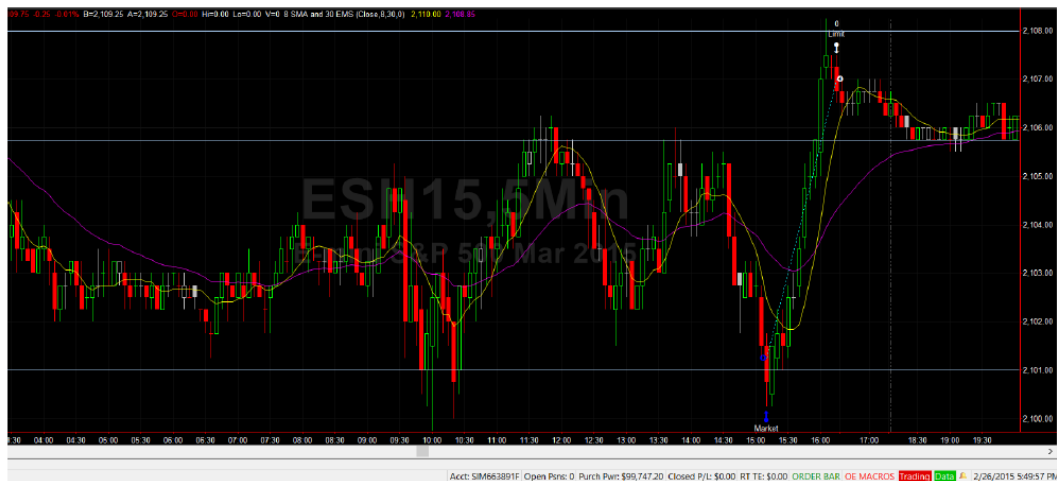 -0.25 -0.01% B=2,109.25 A=2,109.25 O=0.00 Hi=0.00 Lo=0.00 V=0 8 SMA and 30 EMS (Close,8,30,0) 2,110.00 2,108.05
0
Limit
2,108.00
2,107.00
2,106.00
ESH15,5Min
2,105.00
2,104.00
E-mini S&P 500 Mar 2015
2,103.00
2,102.00
2,101.00
2,100.00
Market
04:00 04:30 05:00 05:30 06:00 06:30 07:00 07:30 08:00 08:30 09:00 09:30 10:00 10:30 11:00 11:30 12:00 12:30 13:00 13:30 14:00 14:30 15:00 15:30 16:00 17:00 18:30 19:00 19:30
Acct: SIM663891F Open Psns: 0 Purch Pwr: $99,747.20 Closed P/L: $0.00 RT TE: $0.00 ORDER BAR OE MACROS Trading Data 2/26/2015 5:49:57 PM